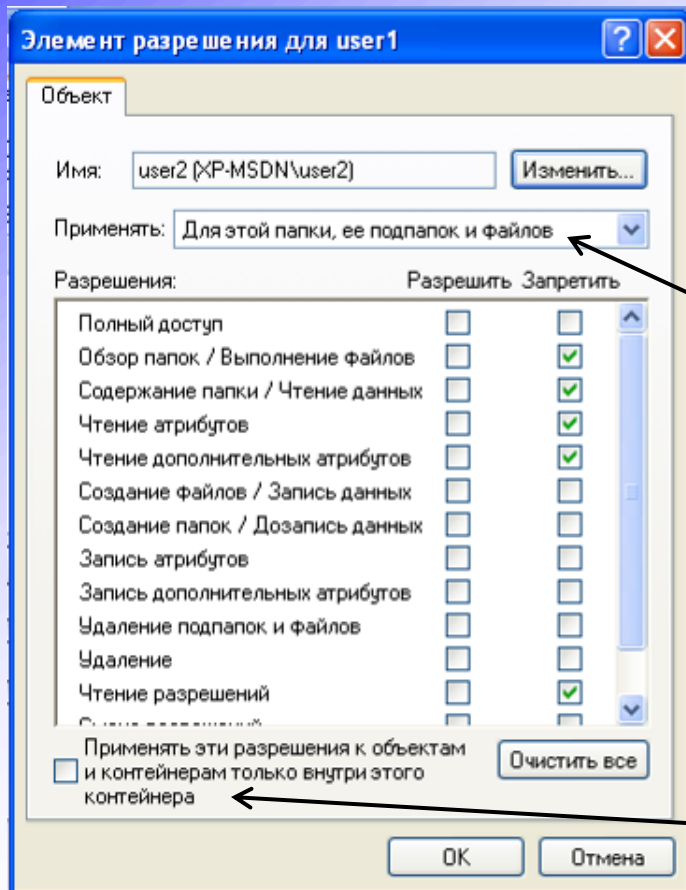 Элемент разрешения для user1
Объект
Имя: user2 (XP-MSDN\user2) Изменить...
Применять: Для этой папки, ее подпапок и файлов
Разрешения: Разрешить Запретить
Полный доступ
Обзор папок / Выполнение файлов
Содержание папки / Чтение данных
Чтение атрибутов
Чтение дополнительных атрибутов
Создание файлов / Запись данных
Создание папок / Дозапись данных
Запись атрибутов
Запись дополнительных атрибутов
Удаление подпапок и файлов
Удаление
Чтение разрешений
Применять эти разрешения к объектам
и контейнерам только внутри этого
контейнера
Очистить все
OK Отмена